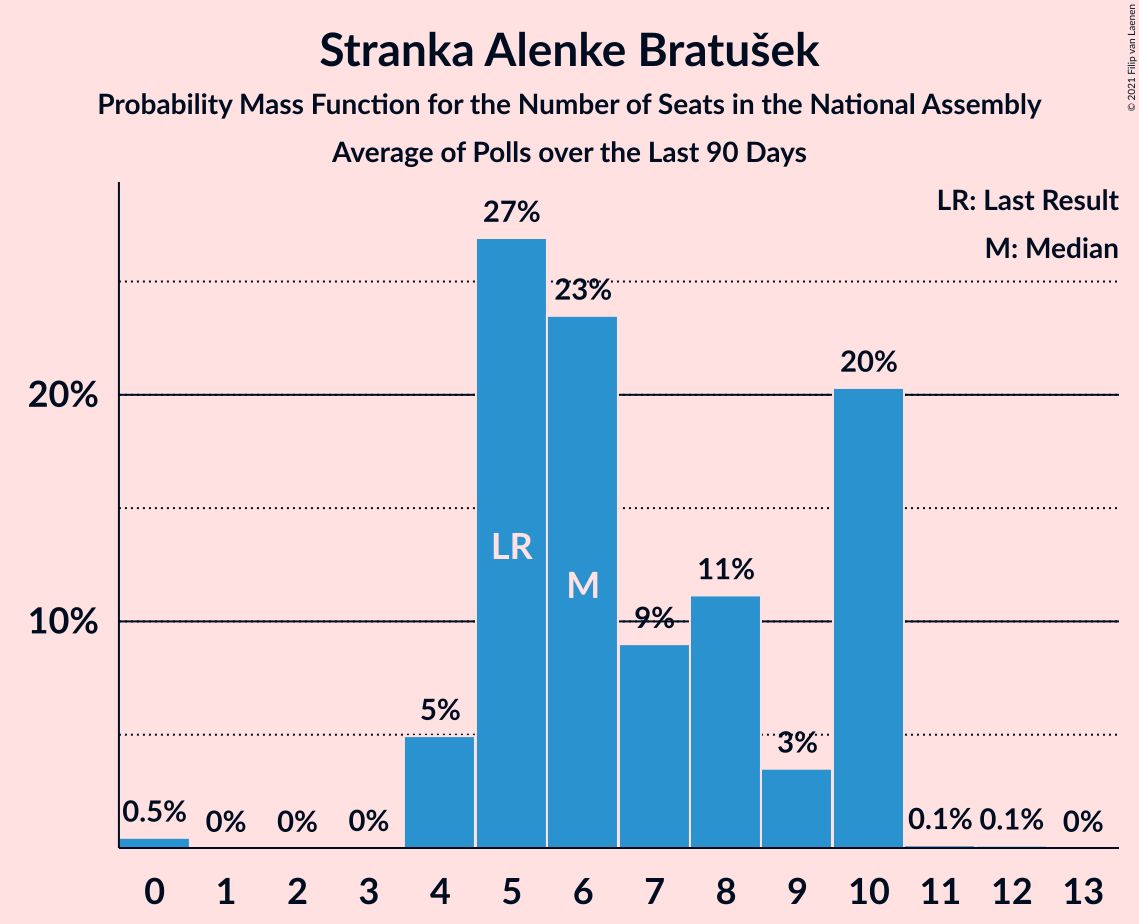 Stranka Alenke Bratušek
Probability Mass Function for the Number of Seats in the National Assembly
Average of Polls over the Last 90 Days
© 2021 Filip van Laenen
LR: Last Result
M: Median
27%
23%
20%
20%
LR
M
11%
10%
9%
5%
3%
0.5%
0%
0%
0%
0.1%
0.1%
0%
0 1 2 3 4 5 6 7 8 9 10 11 12 13